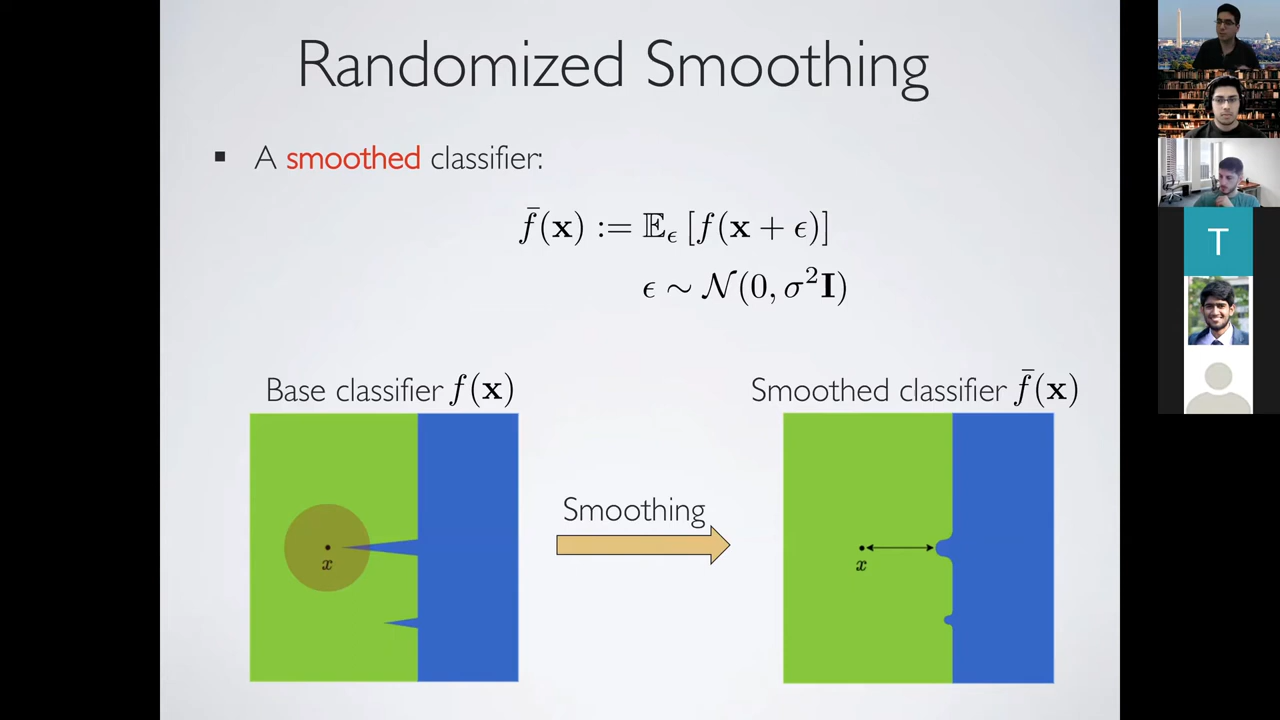 Randomized Smoothing
▪ A smoothed classifier:
f̄(x) := 𝔼_ϵ [f(x + ϵ)]
ϵ ∼ 𝒩(0, σ²I)
Base classifier f(x)
Smoothed classifier f̄(x)
Smoothing
x
x
T